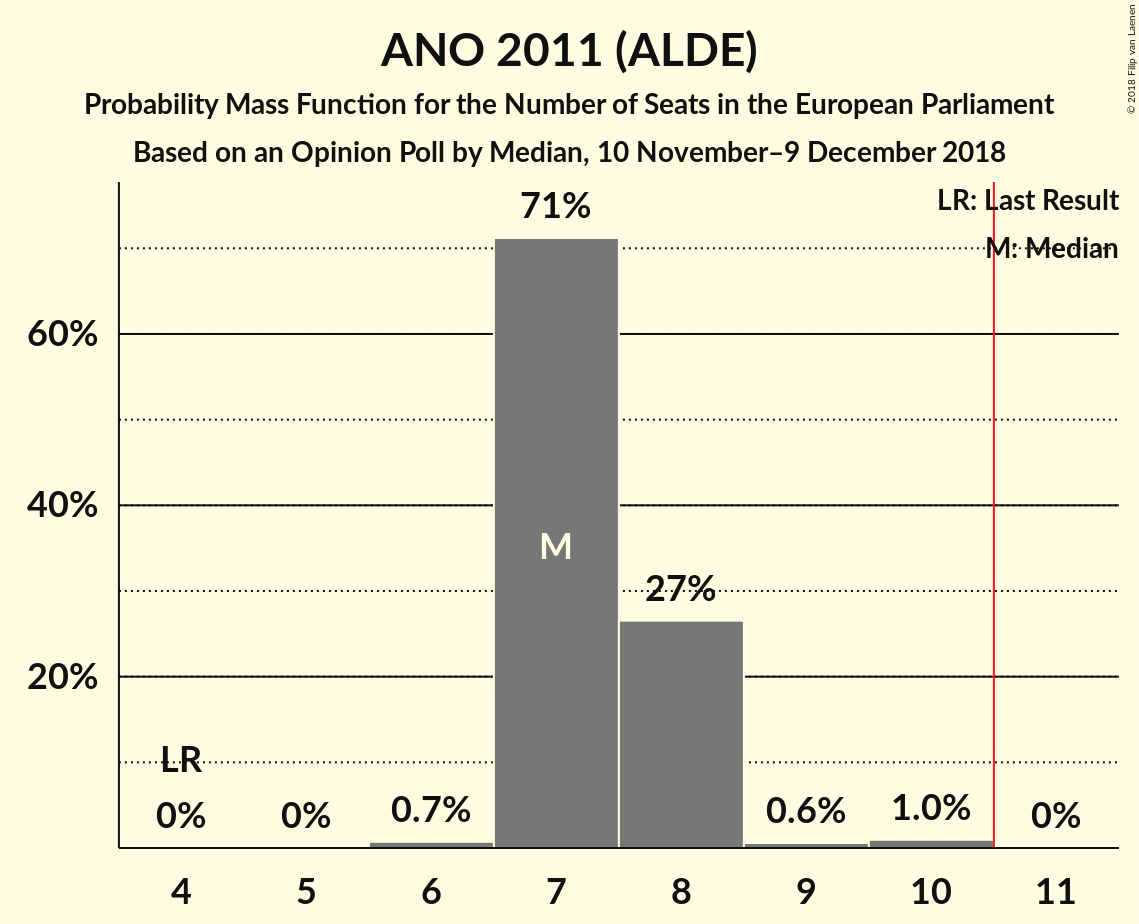 ANO 2011 (ALDE)
Probability Mass Function for the Number of Seats in the European Parliament
Based on an Opinion Poll by Median, 10 November–9 December 2018
© 2018 Filip van Laenen
LR: Last Result
M: Median
71%
60%
40%
M
27%
20%
LR
0%
0%
0.7%
0.6%
1.0%
0%
4
5
6
7
8
9
10
11